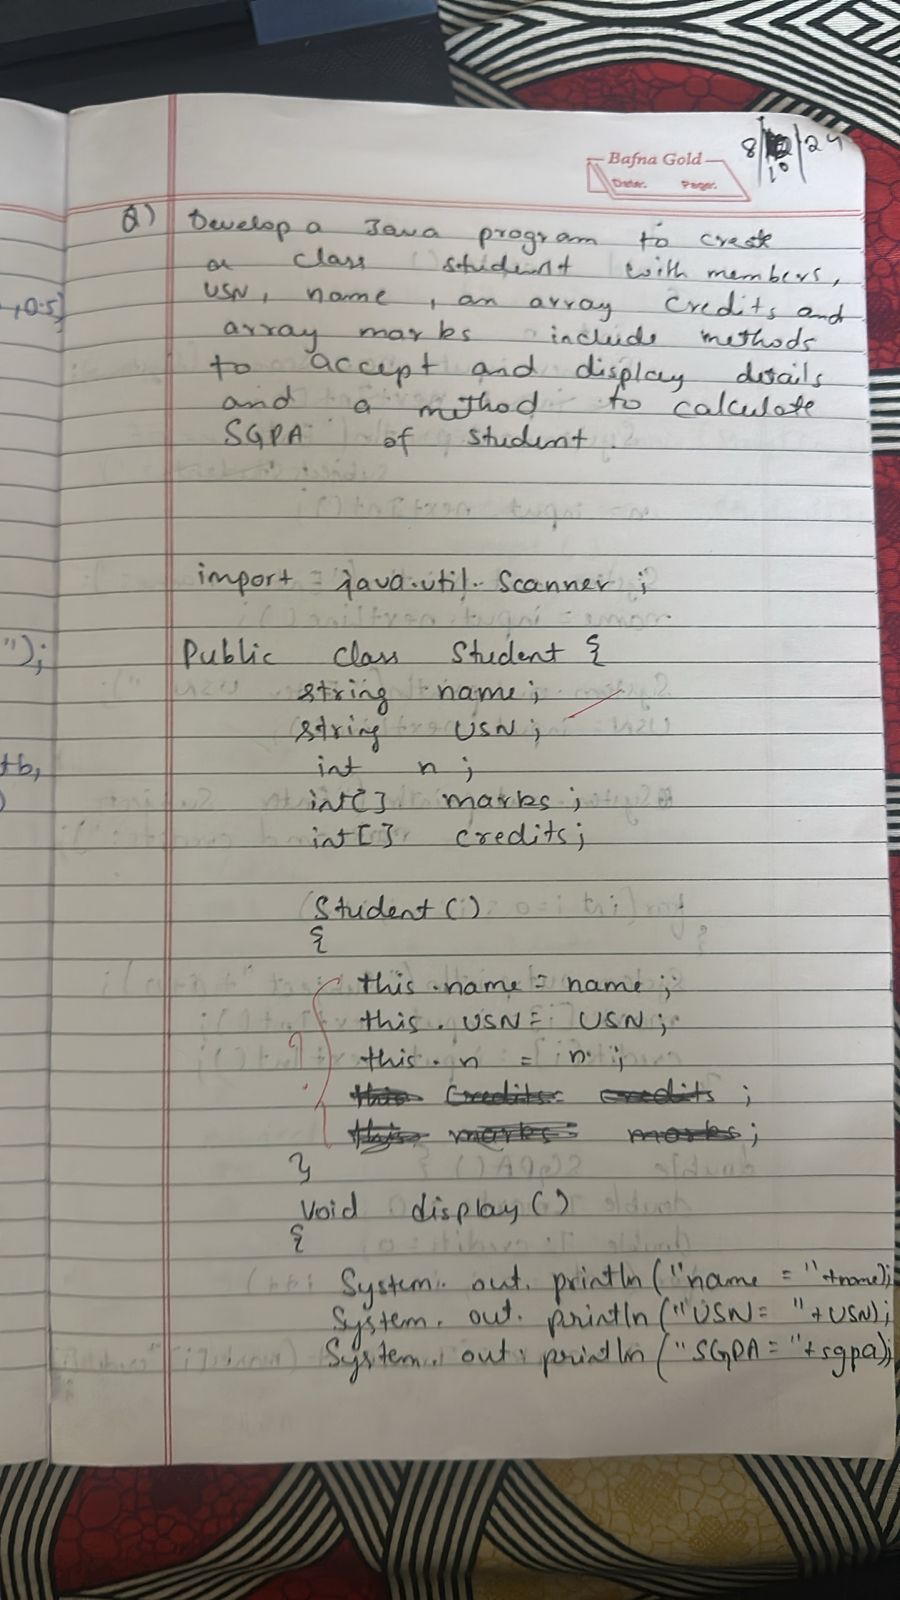 Bafna Gold
Date: Page:
8/10/24
Q) Develop a Java program to create
a class student with members,
USN, name, an array credits and
array marks include methods
to accept and display details
and a method to calculate
SGPA of student.
import = java.util. Scanner;
Public class Student {
string name;
string USN;
int n;
int[] marks;
int[] credits;
Student()
{
this.name = name;
this. USN = USN;
this. n = n;
this credits = credits;
this marks = marks;
}
void display()
{
System. out. println("name = "+name);
System. out. println("USN= "+USN);
System. out. println("SGPA = "+sgpa);
,0.5]
");
+b,
)